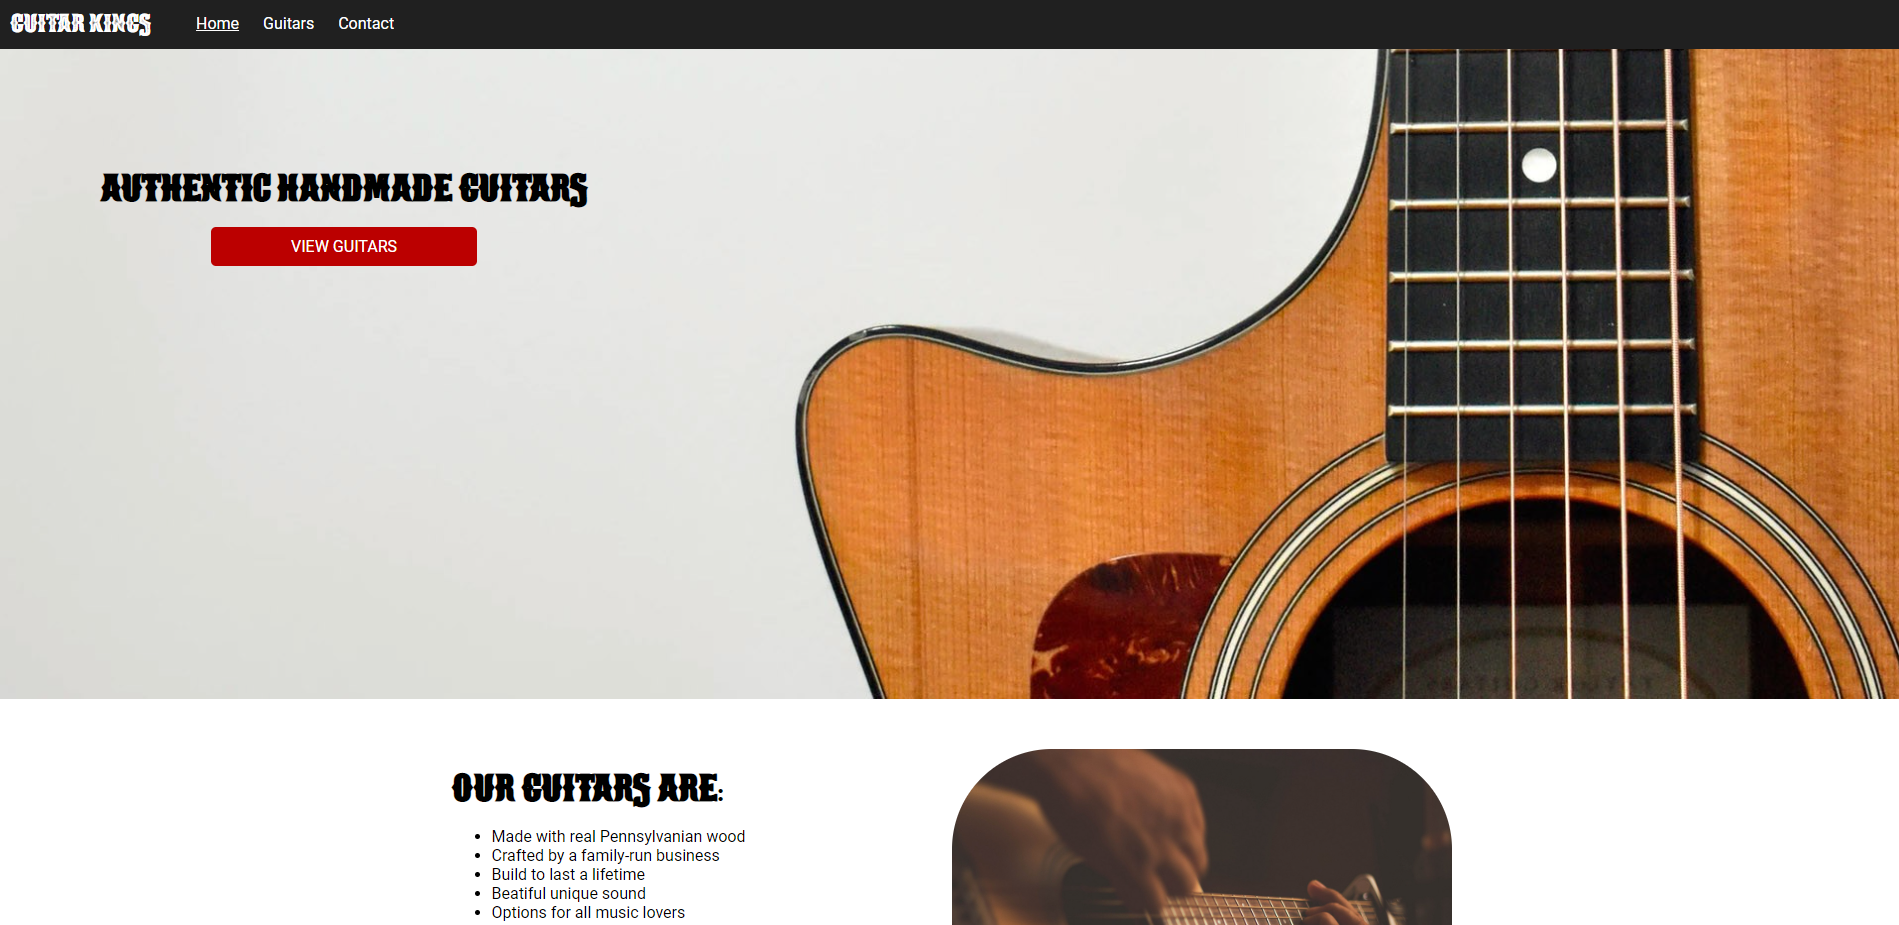 GUITAR KINGS Home Guitars Contact
AUTHENTIC HANDMADE GUITARS
VIEW GUITARS
OUR GUITARS ARE:
• Made with real Pennsylvanian wood
• Crafted by a family-run business
• Build to last a lifetime
• Beatiful unique sound
• Options for all music lovers